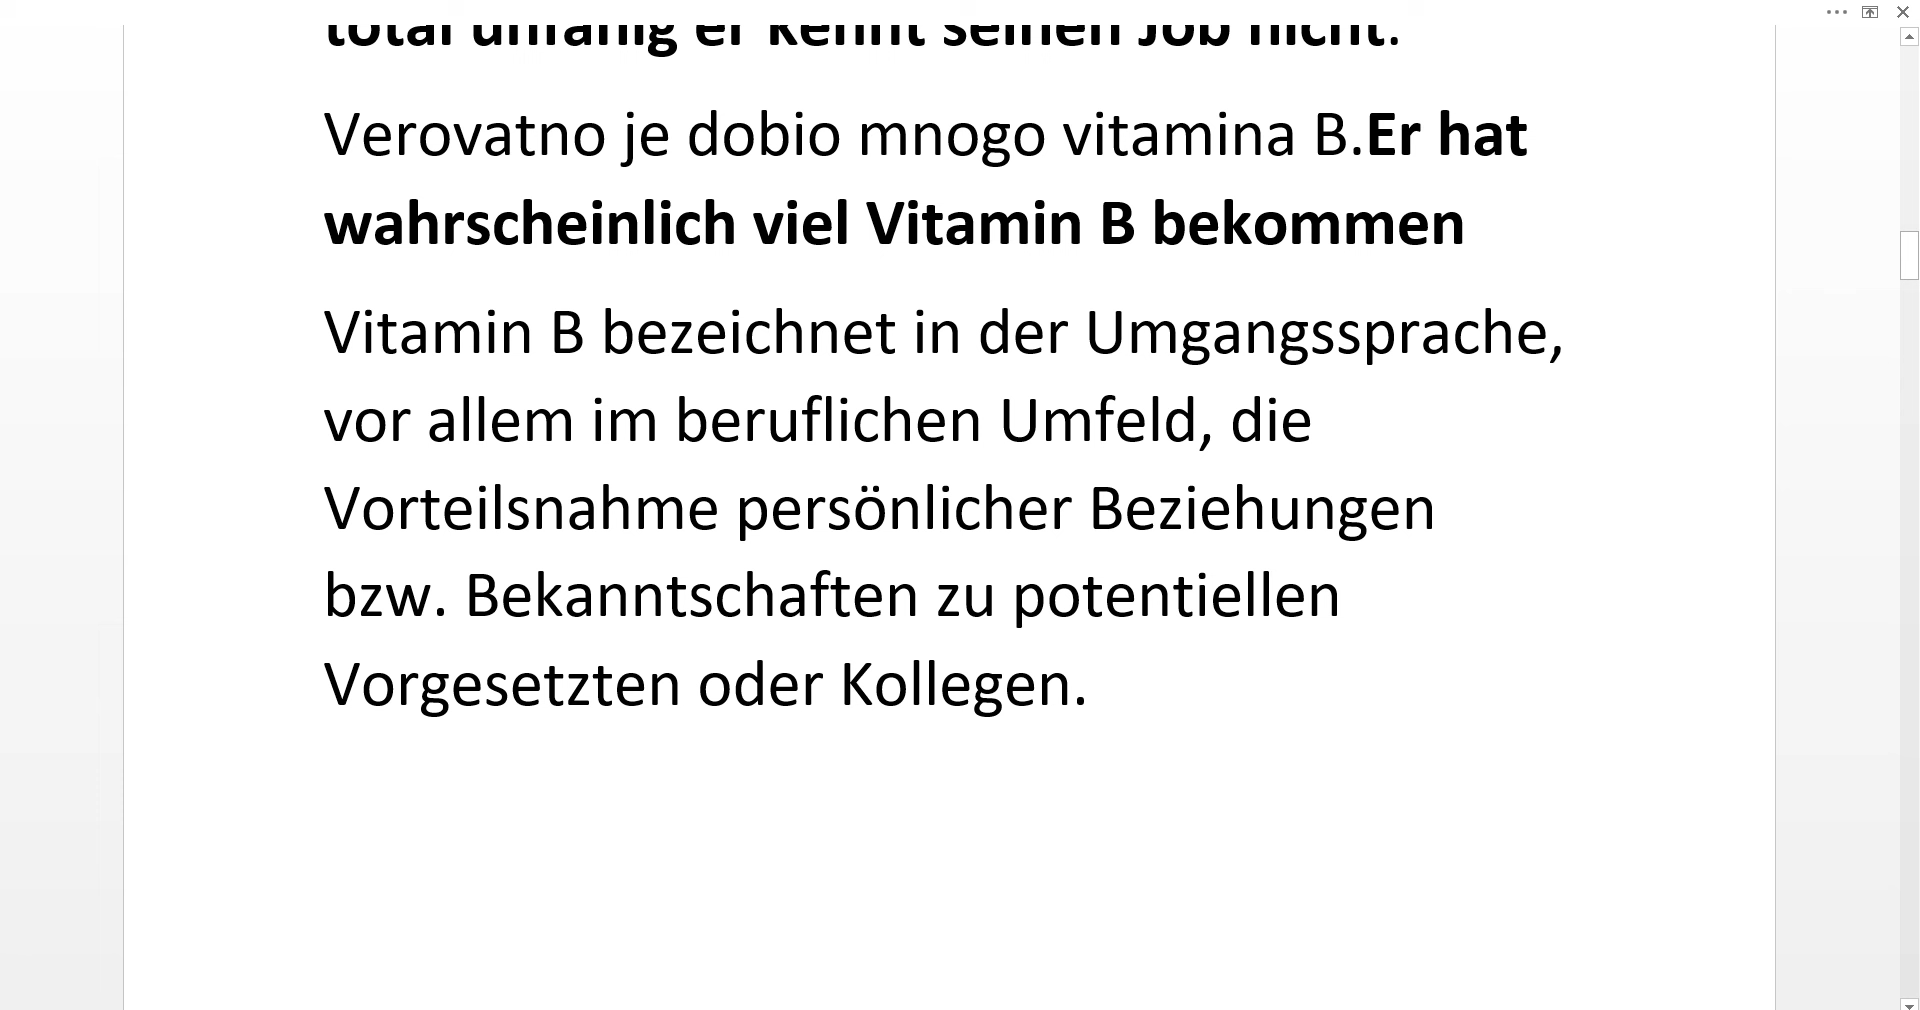 total unfähig er kennt seinen Job nicht.
Verovatno je dobio mnogo vitamina B.Er hat
wahrscheinlich viel Vitamin B bekommen
Vitamin B bezeichnet in der Umgangssprache,
vor allem im beruflichen Umfeld, die
Vorteilsnahme persönlicher Beziehungen
bzw. Bekanntschaften zu potentiellen
Vorgesetzten oder Kollegen.